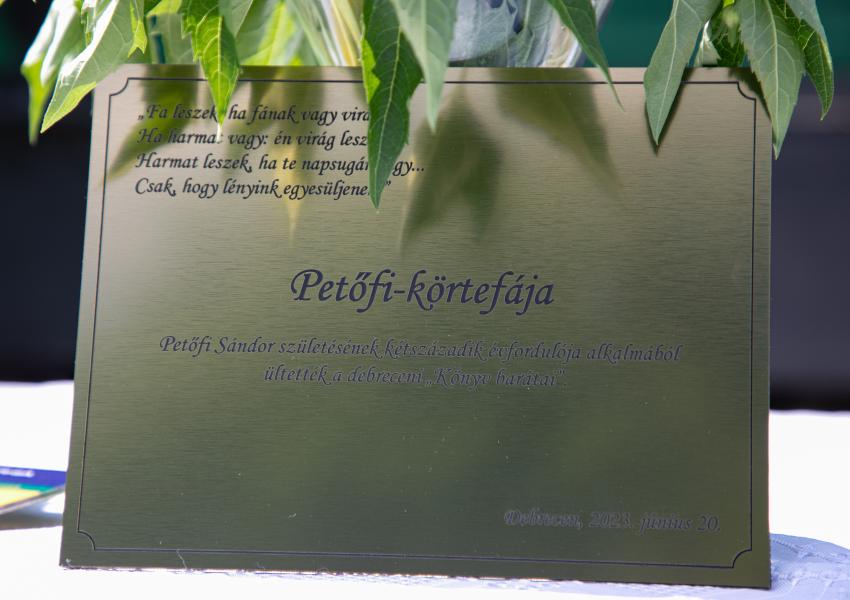 „Fa leszek, ha fának vagy
Ha harmat vagy: én virág
Harmat leszek, ha te
Csak, hogy lényink
Petőfi-körtefája
Petőfi Sándor születésének kétszázadik évfordulója alkalmából
ültették a debreceni „Könyv barátai”.
Debrecen, 2023. június 20.